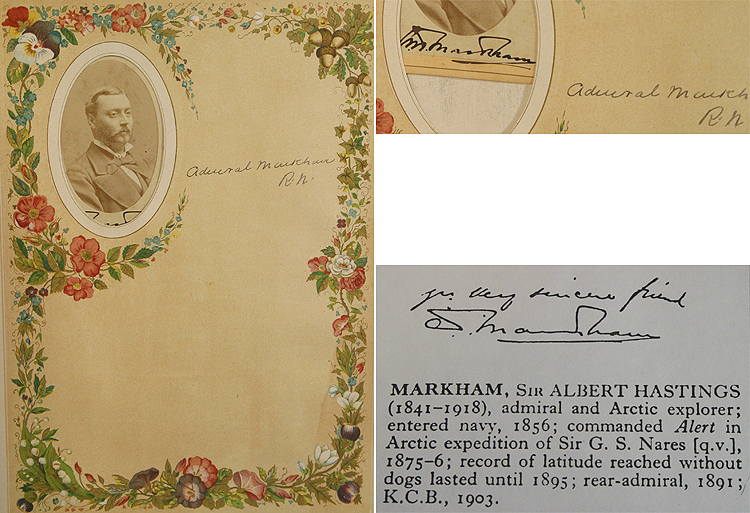 Admiral Markham
R.N.
Markham
Admiral Markh
R.N.
yr. very sincere friend
Markham
MARKHAM, SIR ALBERT HASTINGS
(1841–1918), admiral and Arctic explorer;
entered navy, 1856; commanded Alert in
Arctic expedition of Sir G. S. Nares [q.v.],
1875–6; record of latitude reached without
dogs lasted until 1895; rear-admiral, 1891;
K.C.B., 1903.